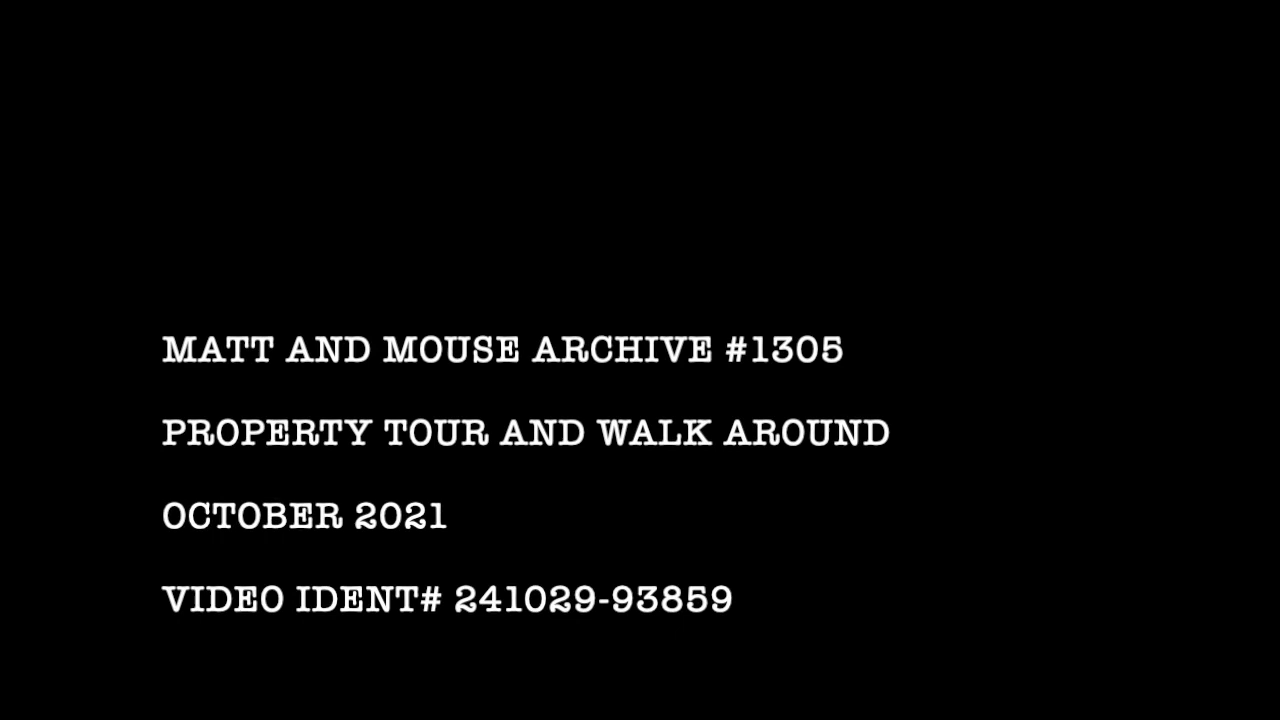 MATT AND MOUSE ARCHIVE #1305
PROPERTY TOUR AND WALK AROUND
OCTOBER 2021
VIDEO IDENT# 241029-93859